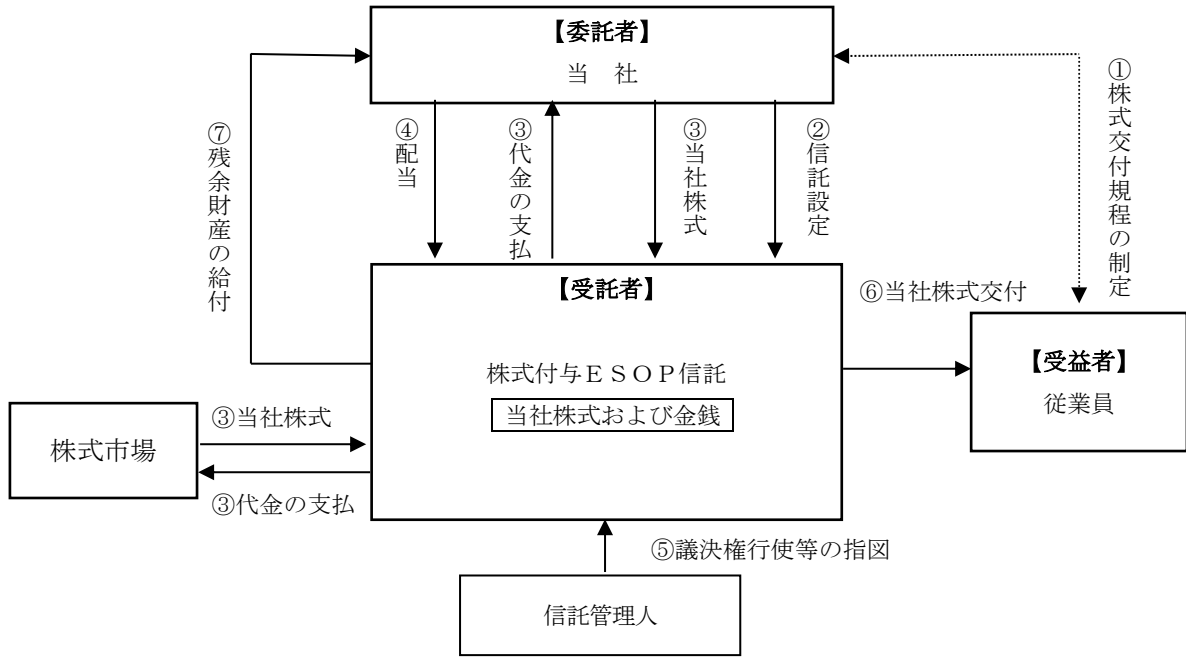 【委託者】
当　社
①株式交付規程の制定
⑦残余財産の給付
④配当
③代金の支払
③当社株式
②信託設定
【受託者】
株式付与ＥＳＯＰ信託
当社株式および金銭
⑥当社株式交付
【受益者】
従業員
株式市場
③当社株式
③代金の支払
⑤議決権行使等の指図
信託管理人